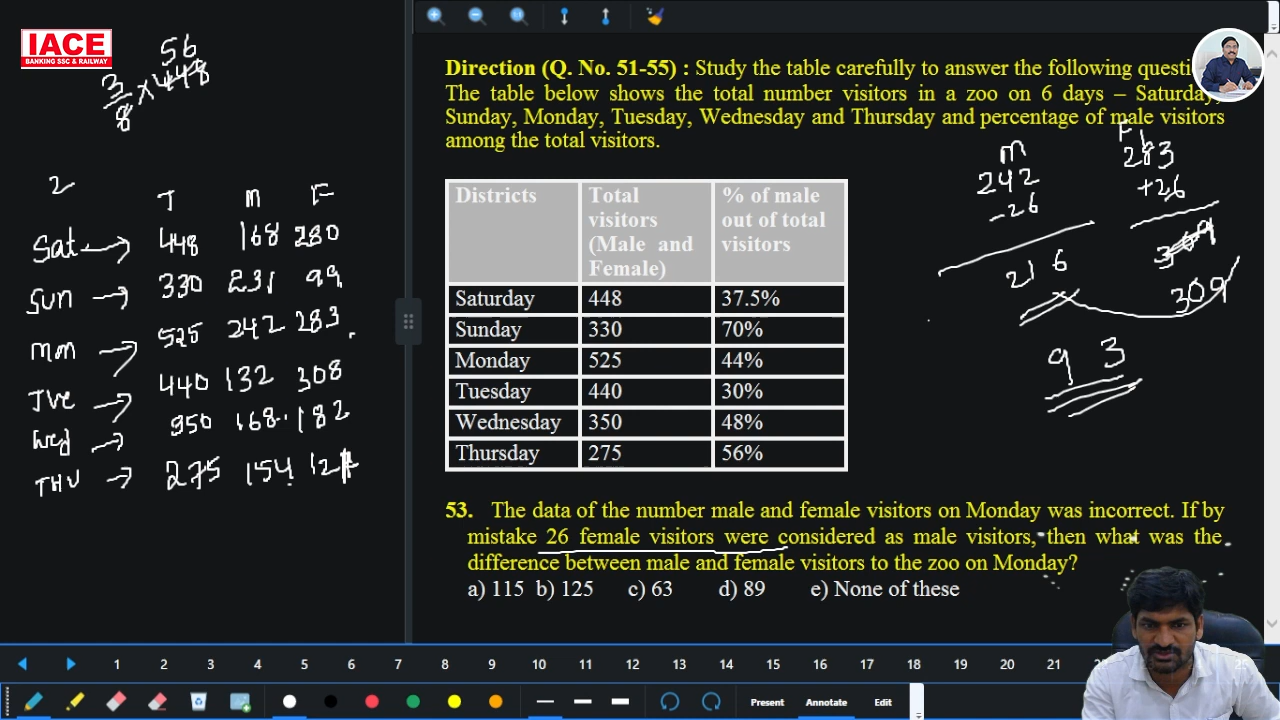 IACE
BANKING SSC & RAILWAY
3
8
× 448
56
2
T M F
Sat → 448 168 280
Sun → 330 231 99
Mon → 525 242 283
Tue → 440 132 308
Wed → 350 168 182
THU → 275 154 121
Direction (Q. No. 51-55) : Study the table carefully to answer the following questi
The table below shows the total number visitors in a zoo on 6 days – Saturday,
Sunday, Monday, Tuesday, Wednesday and Thursday and percentage of male visitors
among the total visitors.
Districts Total visitors (Male and Female) % of male out of total visitors
Saturday 448 37.5%
Sunday 330 70%
Monday 525 44%
Tuesday 440 30%
Wednesday 350 48%
Thursday 275 56%
M F
242 283
-26 +26
216 309
309
93
53. The data of the number male and female visitors on Monday was incorrect. If by
mistake 26 female visitors were considered as male visitors, then what was the
difference between male and female visitors to the zoo on Monday?
a) 115 b) 125 c) 63 d) 89 e) None of these
1 2 3 4 5 6 7 8 9 10 11 12 13 14 15 16 17 18 19 20 21
Present Annotate Edit